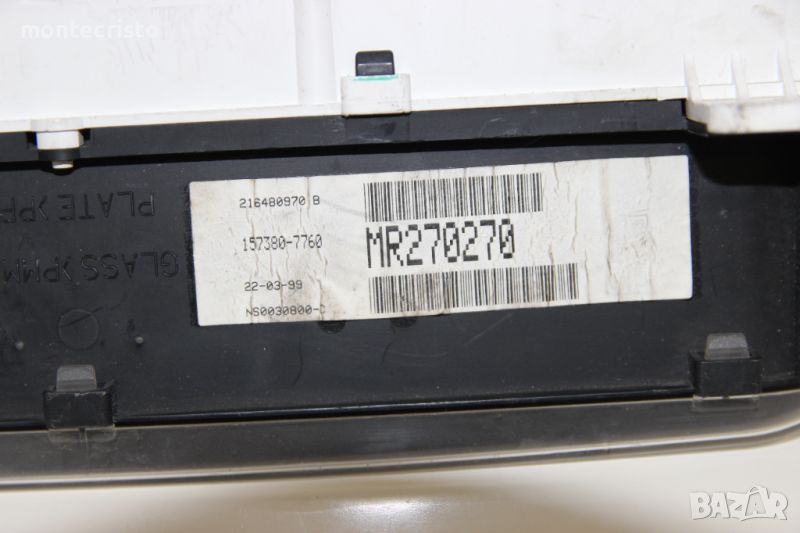 montecristo
216480970 B
157380-7760
MR270270
22-03-99
NS0030800-
PLATE
GLASS
BAZAR